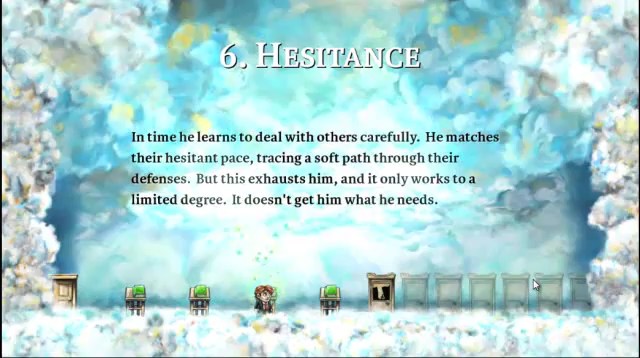 6. Hesitance
In time he learns to deal with others carefully. He matches
their hesitant pace, tracing a soft path through their
defenses. But this exhausts him, and it only works to a
limited degree. It doesn't get him what he needs.